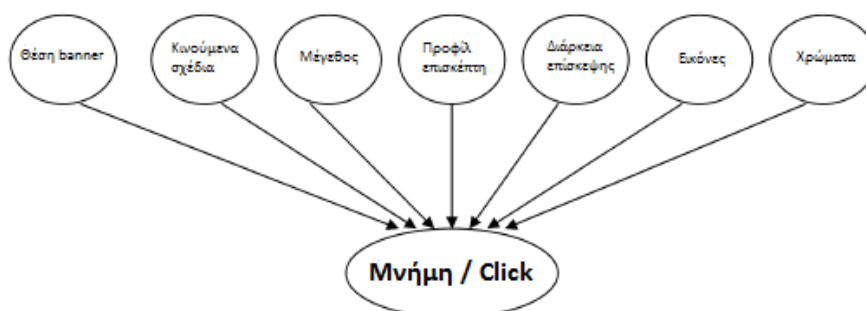 Θέση banner
Κινούμενα
σχέδια
Μέγεθος
Προφίλ
επισκέπτη
Διάρκεια
επίσκεψης
Εικόνες
Χρώματα
Μνήμη / Click